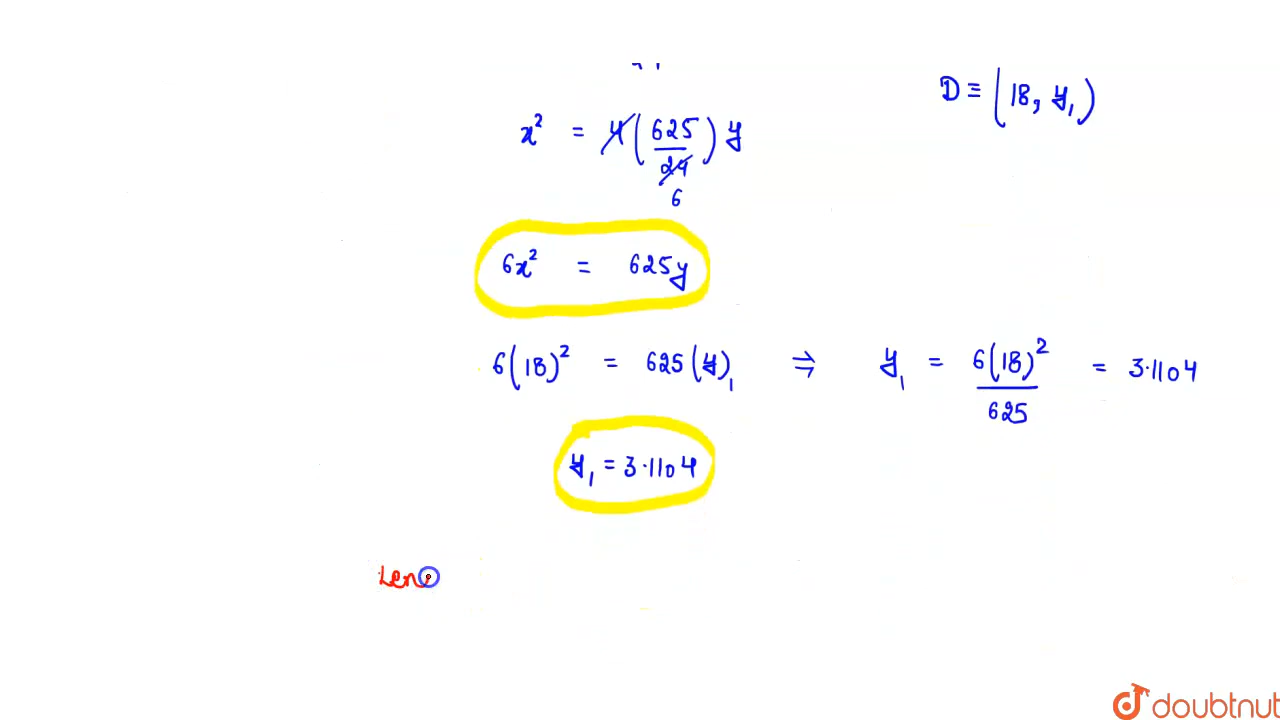 D ≡ (18, y₁)
x² = 4(625/24)y
6
6x² = 625y
6(18)² = 625(y)₁ ⇒ y₁ = 6(18)²/625 = 3.1104
y₁ = 3.1104
Len
doubtnut